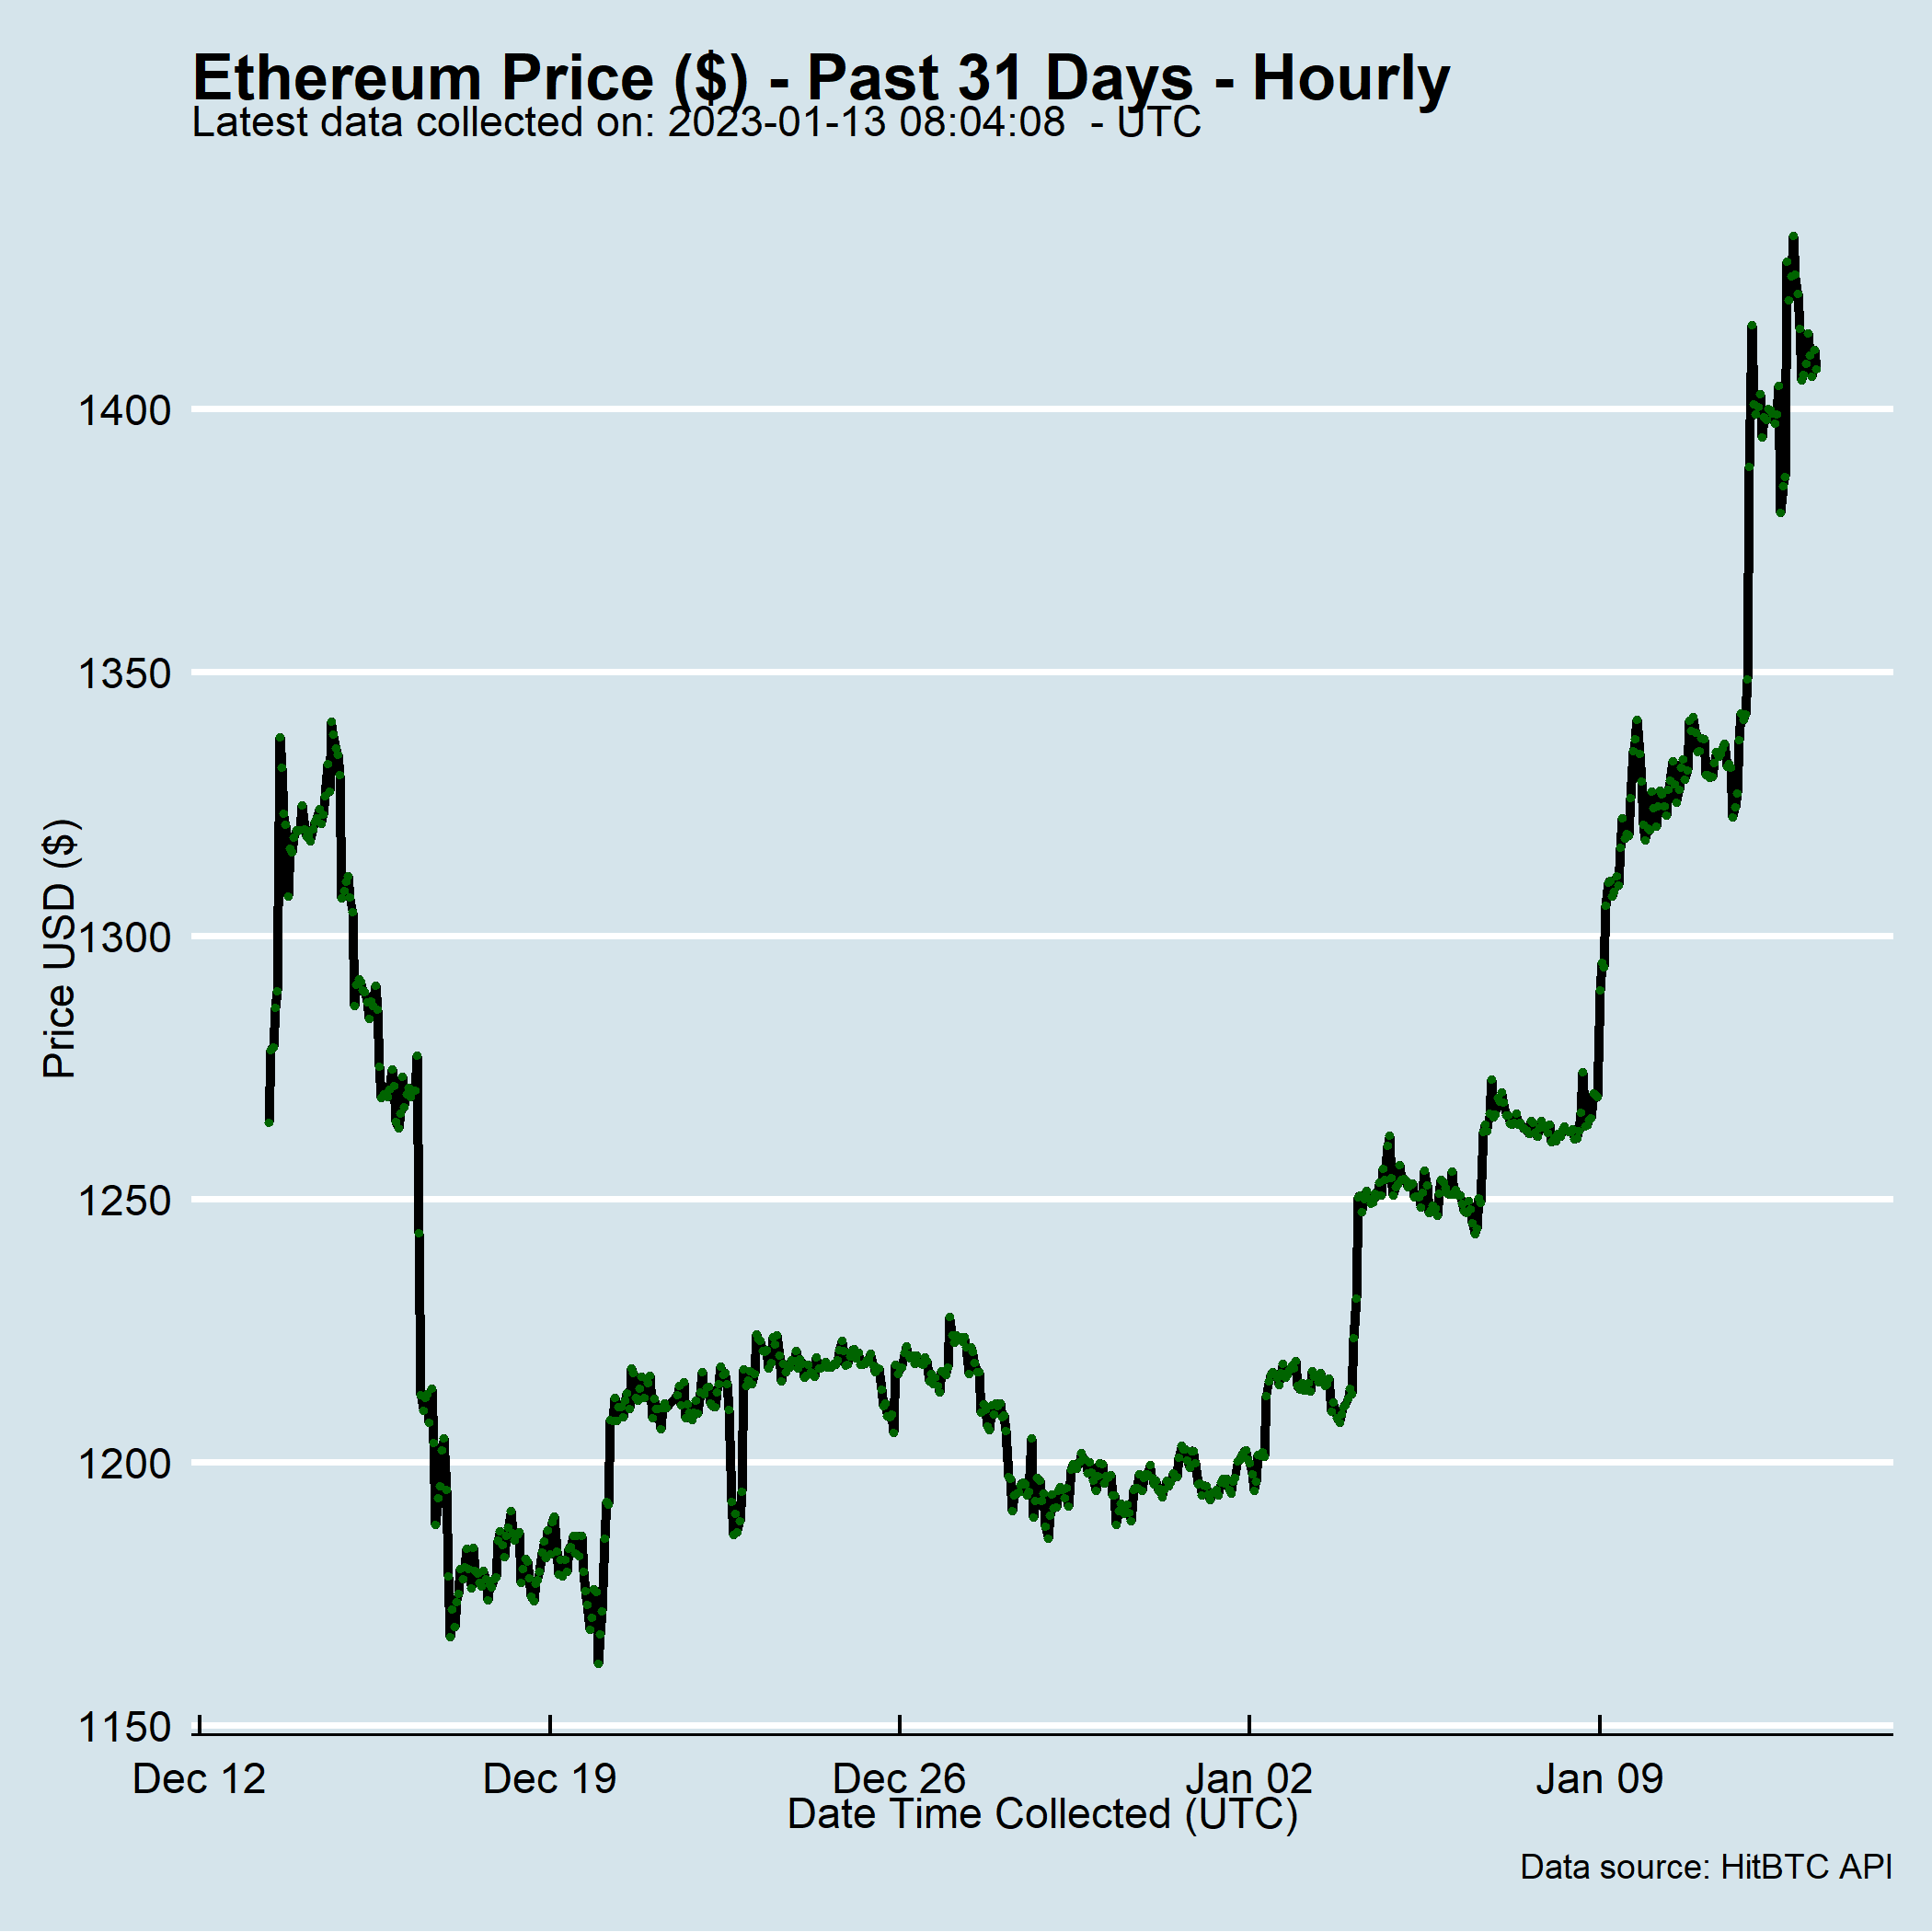 Ethereum Price ($) - Past 31 Days - Hourly
Latest data collected on: 2023-01-13 08:04:08  - UTC
Price USD ($)
1400
1350
1300
1250
1200
1150
Dec 12
Dec 19
Dec 26
Jan 02
Jan 09
Date Time Collected (UTC)
Data source: HitBTC API